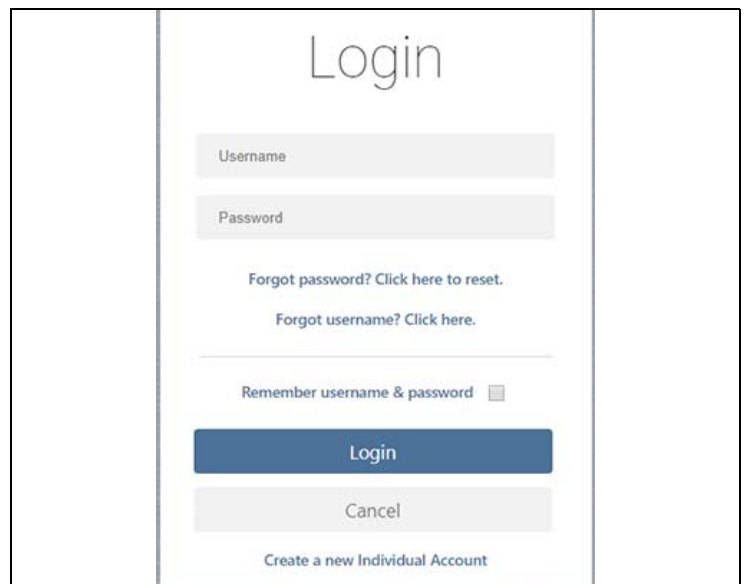 Login
Username
Password
Forgot password? Click here to reset.
Forgot username? Click here.
Remember username & password
Login
Cancel
Create a new Individual Account